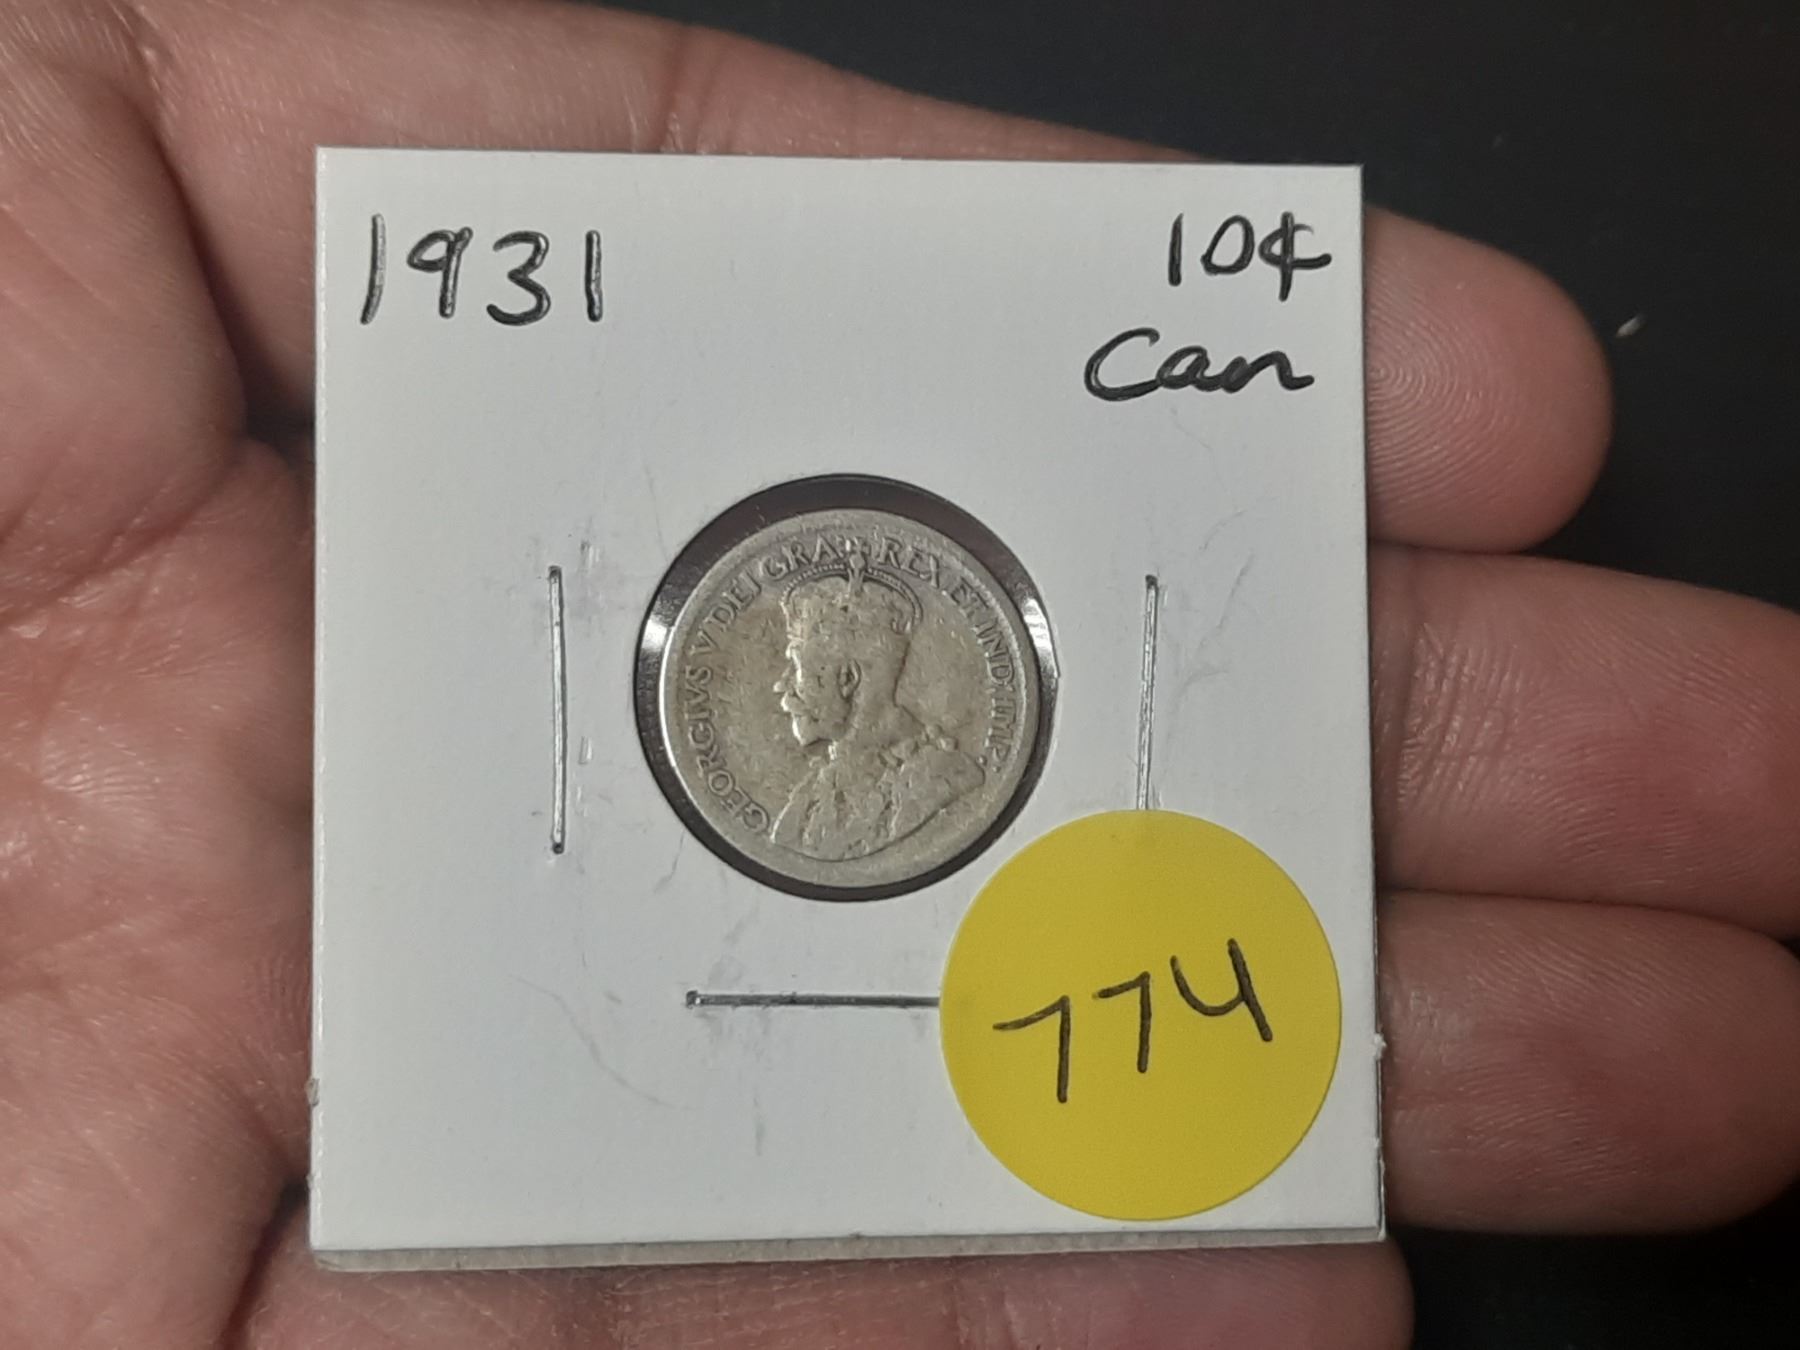 1931
10¢
Can
GEORGIVS V DEI GRA: REX ET IND: IMP:
774